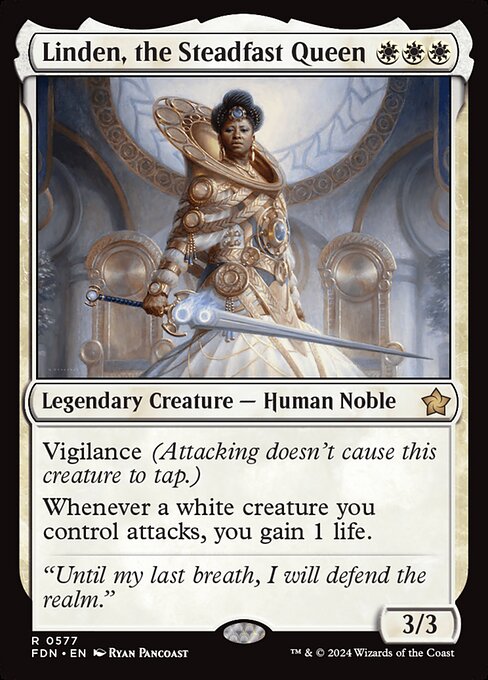 Linden, the Steadfast Queen
Legendary Creature — Human Noble
Vigilance (Attacking doesn't cause this
creature to tap.)
Whenever a white creature you
control attacks, you gain 1 life.
"Until my last breath, I will defend the
realm."
3/3
R 0577
FDN • EN Ryan Pancoast
™ & © 2024 Wizards of the Coast